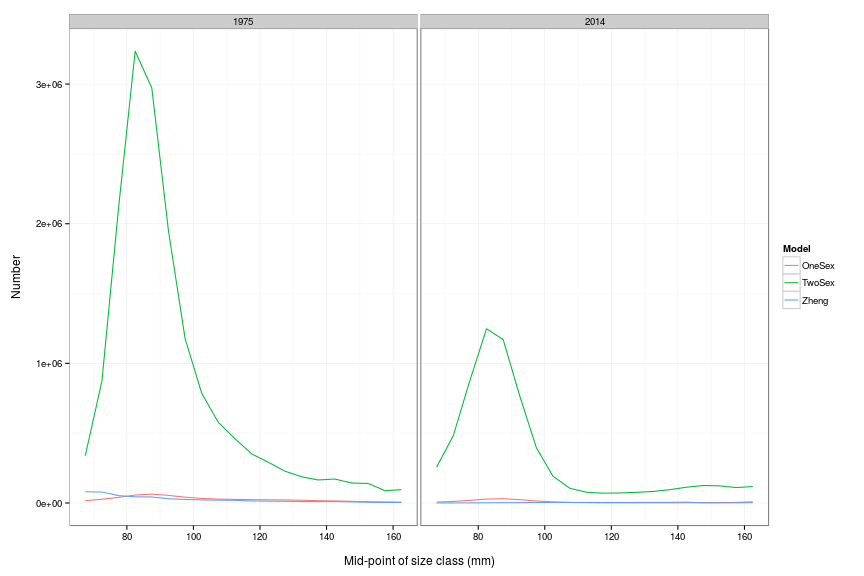 1975
2014
3e+06
2e+06
1e+06
0e+00
Number
80
100
120
140
160
80
100
120
140
160
Mid-point of size class (mm)
Model
OneSex
TwoSex
Zheng